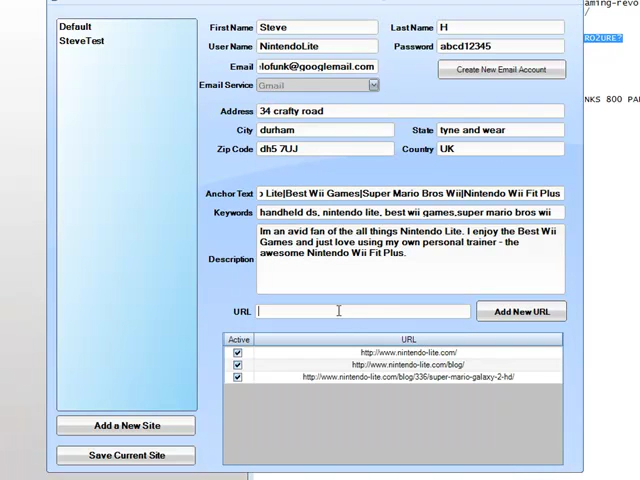 aming-revo
/
Default
SteveTest
First Name Steve Last Name H
User Name NintendoLite Password abcd12345
ROZURE?
Email lofunk@googlemail.com Create New Email Account
Email Service Gmail
NKS 800 PA
Address 34 crafty road
City durham State tyne and wear
Zip Code dh5 7UJ Country UK
Anchor Text Lite|Best Wii Games|Super Mario Bros Wii|Nintendo Wii Fit Plus
Keywords handheld ds, nintendo lite, best wii games,super mario bros wii
Im an avid fan of the all things Nintendo Lite. I enjoy the Best Wii
Games and just love using my own personal trainer - the
awesome Nintendo Wii Fit Plus.
Description
URL Add New URL
Active URL
http://www.nintendo-lite.com/
http://www.nintendo-lite.com/blog/
http://www.nintendo-lite.com/blog/336/super-mario-galaxy-2-hd/
Add a New Site
Save Current Site